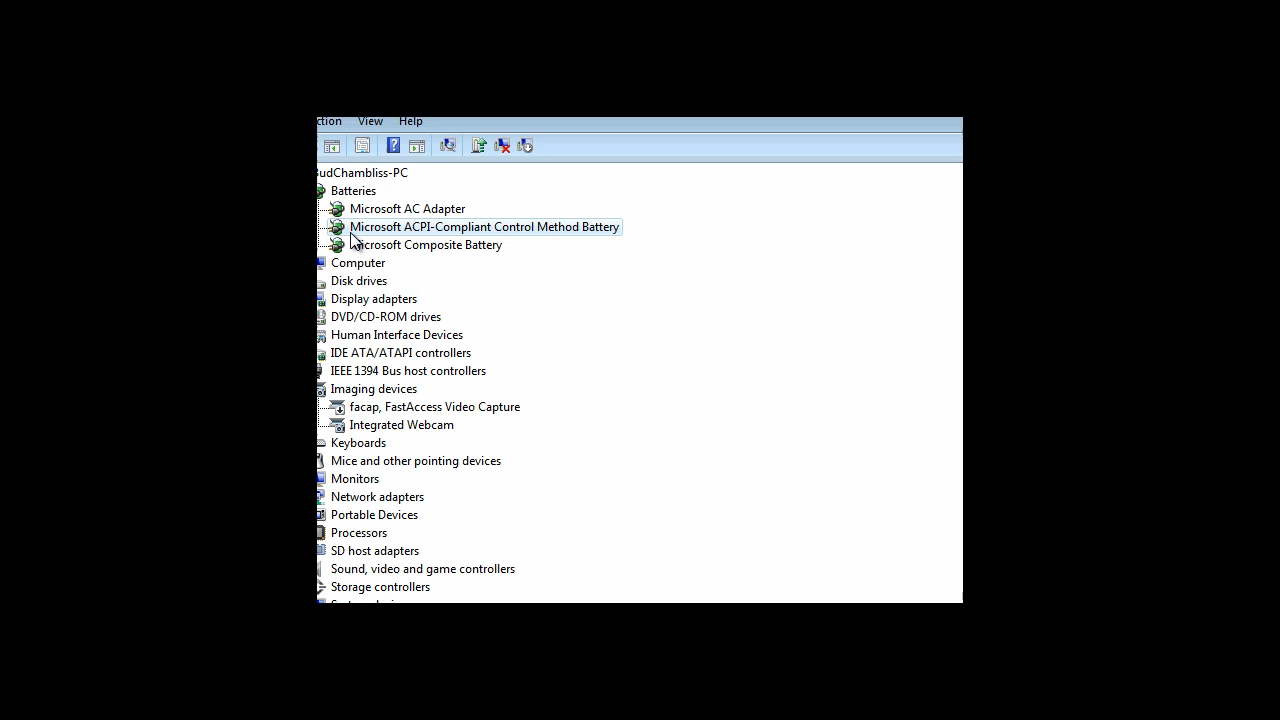 ction View Help
BudChambliss-PC
Batteries
Microsoft AC Adapter
Microsoft ACPI-Compliant Control Method Battery
Microsoft Composite Battery
Computer
Disk drives
Display adapters
DVD/CD-ROM drives
Human Interface Devices
IDE ATA/ATAPI controllers
IEEE 1394 Bus host controllers
Imaging devices
facap, FastAccess Video Capture
Integrated Webcam
Keyboards
Mice and other pointing devices
Monitors
Network adapters
Portable Devices
Processors
SD host adapters
Sound, video and game controllers
Storage controllers